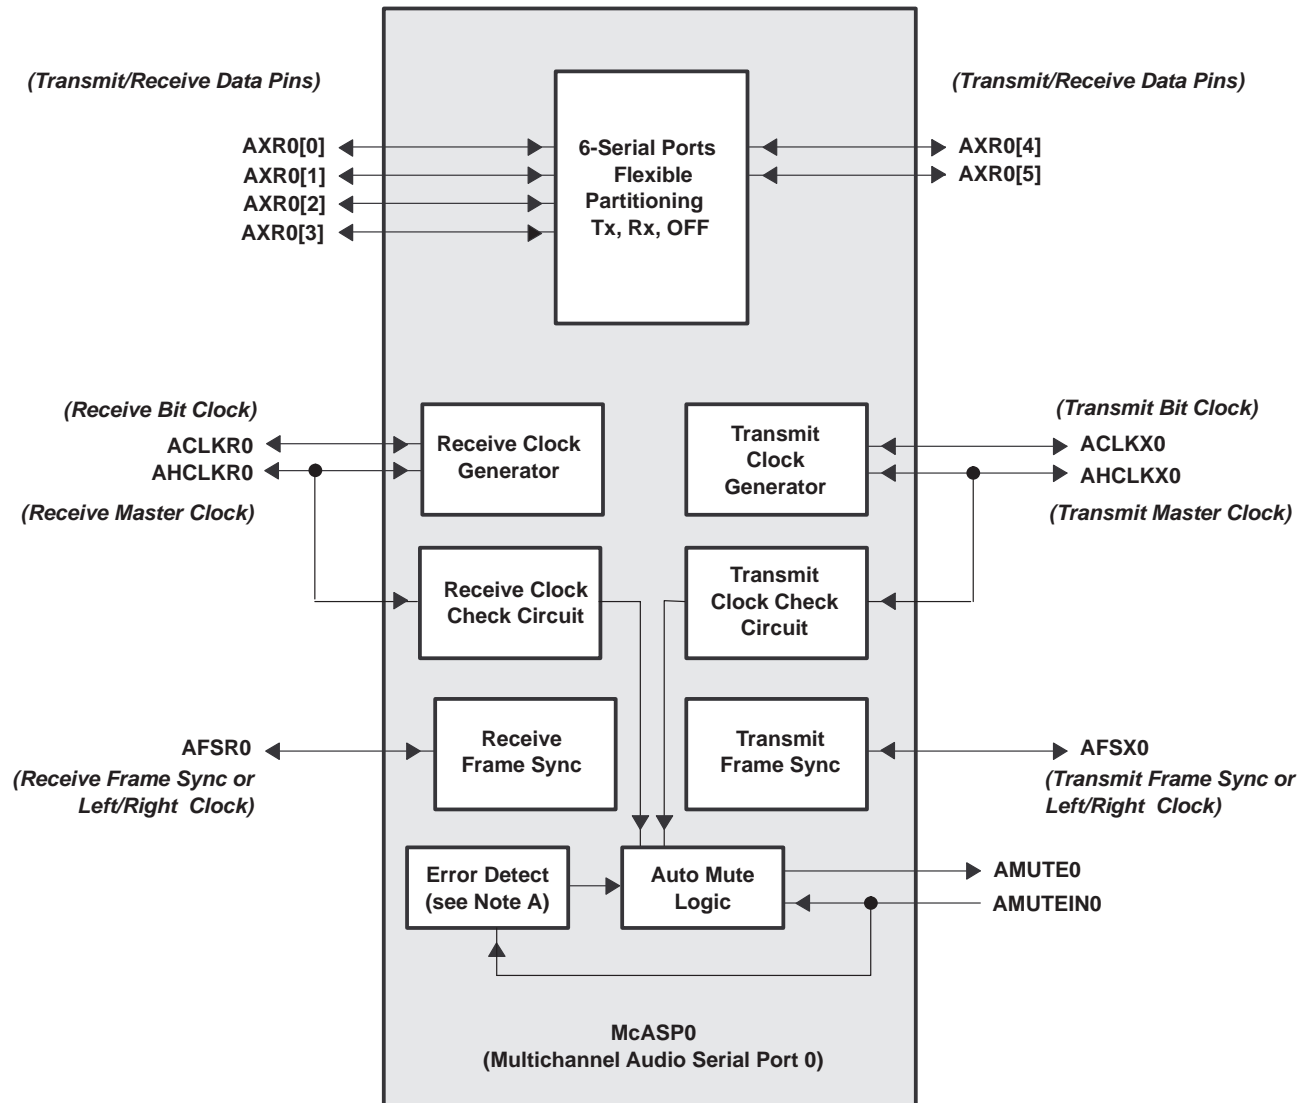 (Transmit/Receive Data Pins)
(Transmit/Receive Data Pins)
AXR0[0]
AXR0[1]
AXR0[2]
AXR0[3]
6-Serial Ports
Flexible
Partitioning
Tx, Rx, OFF
AXR0[4]
AXR0[5]
(Receive Bit Clock)
ACLKR0
AHCLKR0
(Receive Master Clock)
Receive Clock
Generator
Transmit
Clock
Generator
(Transmit Bit Clock)
ACLKX0
AHCLKX0
(Transmit Master Clock)
Receive Clock
Check Circuit
Transmit
Clock Check
Circuit
AFSR0
(Receive Frame Sync or
Left/Right Clock)
Receive
Frame Sync
Transmit
Frame Sync
AFSX0
(Transmit Frame Sync or
Left/Right Clock)
Error Detect
(see Note A)
Auto Mute
Logic
AMUTE0
AMUTEIN0
McASP0
(Multichannel Audio Serial Port 0)